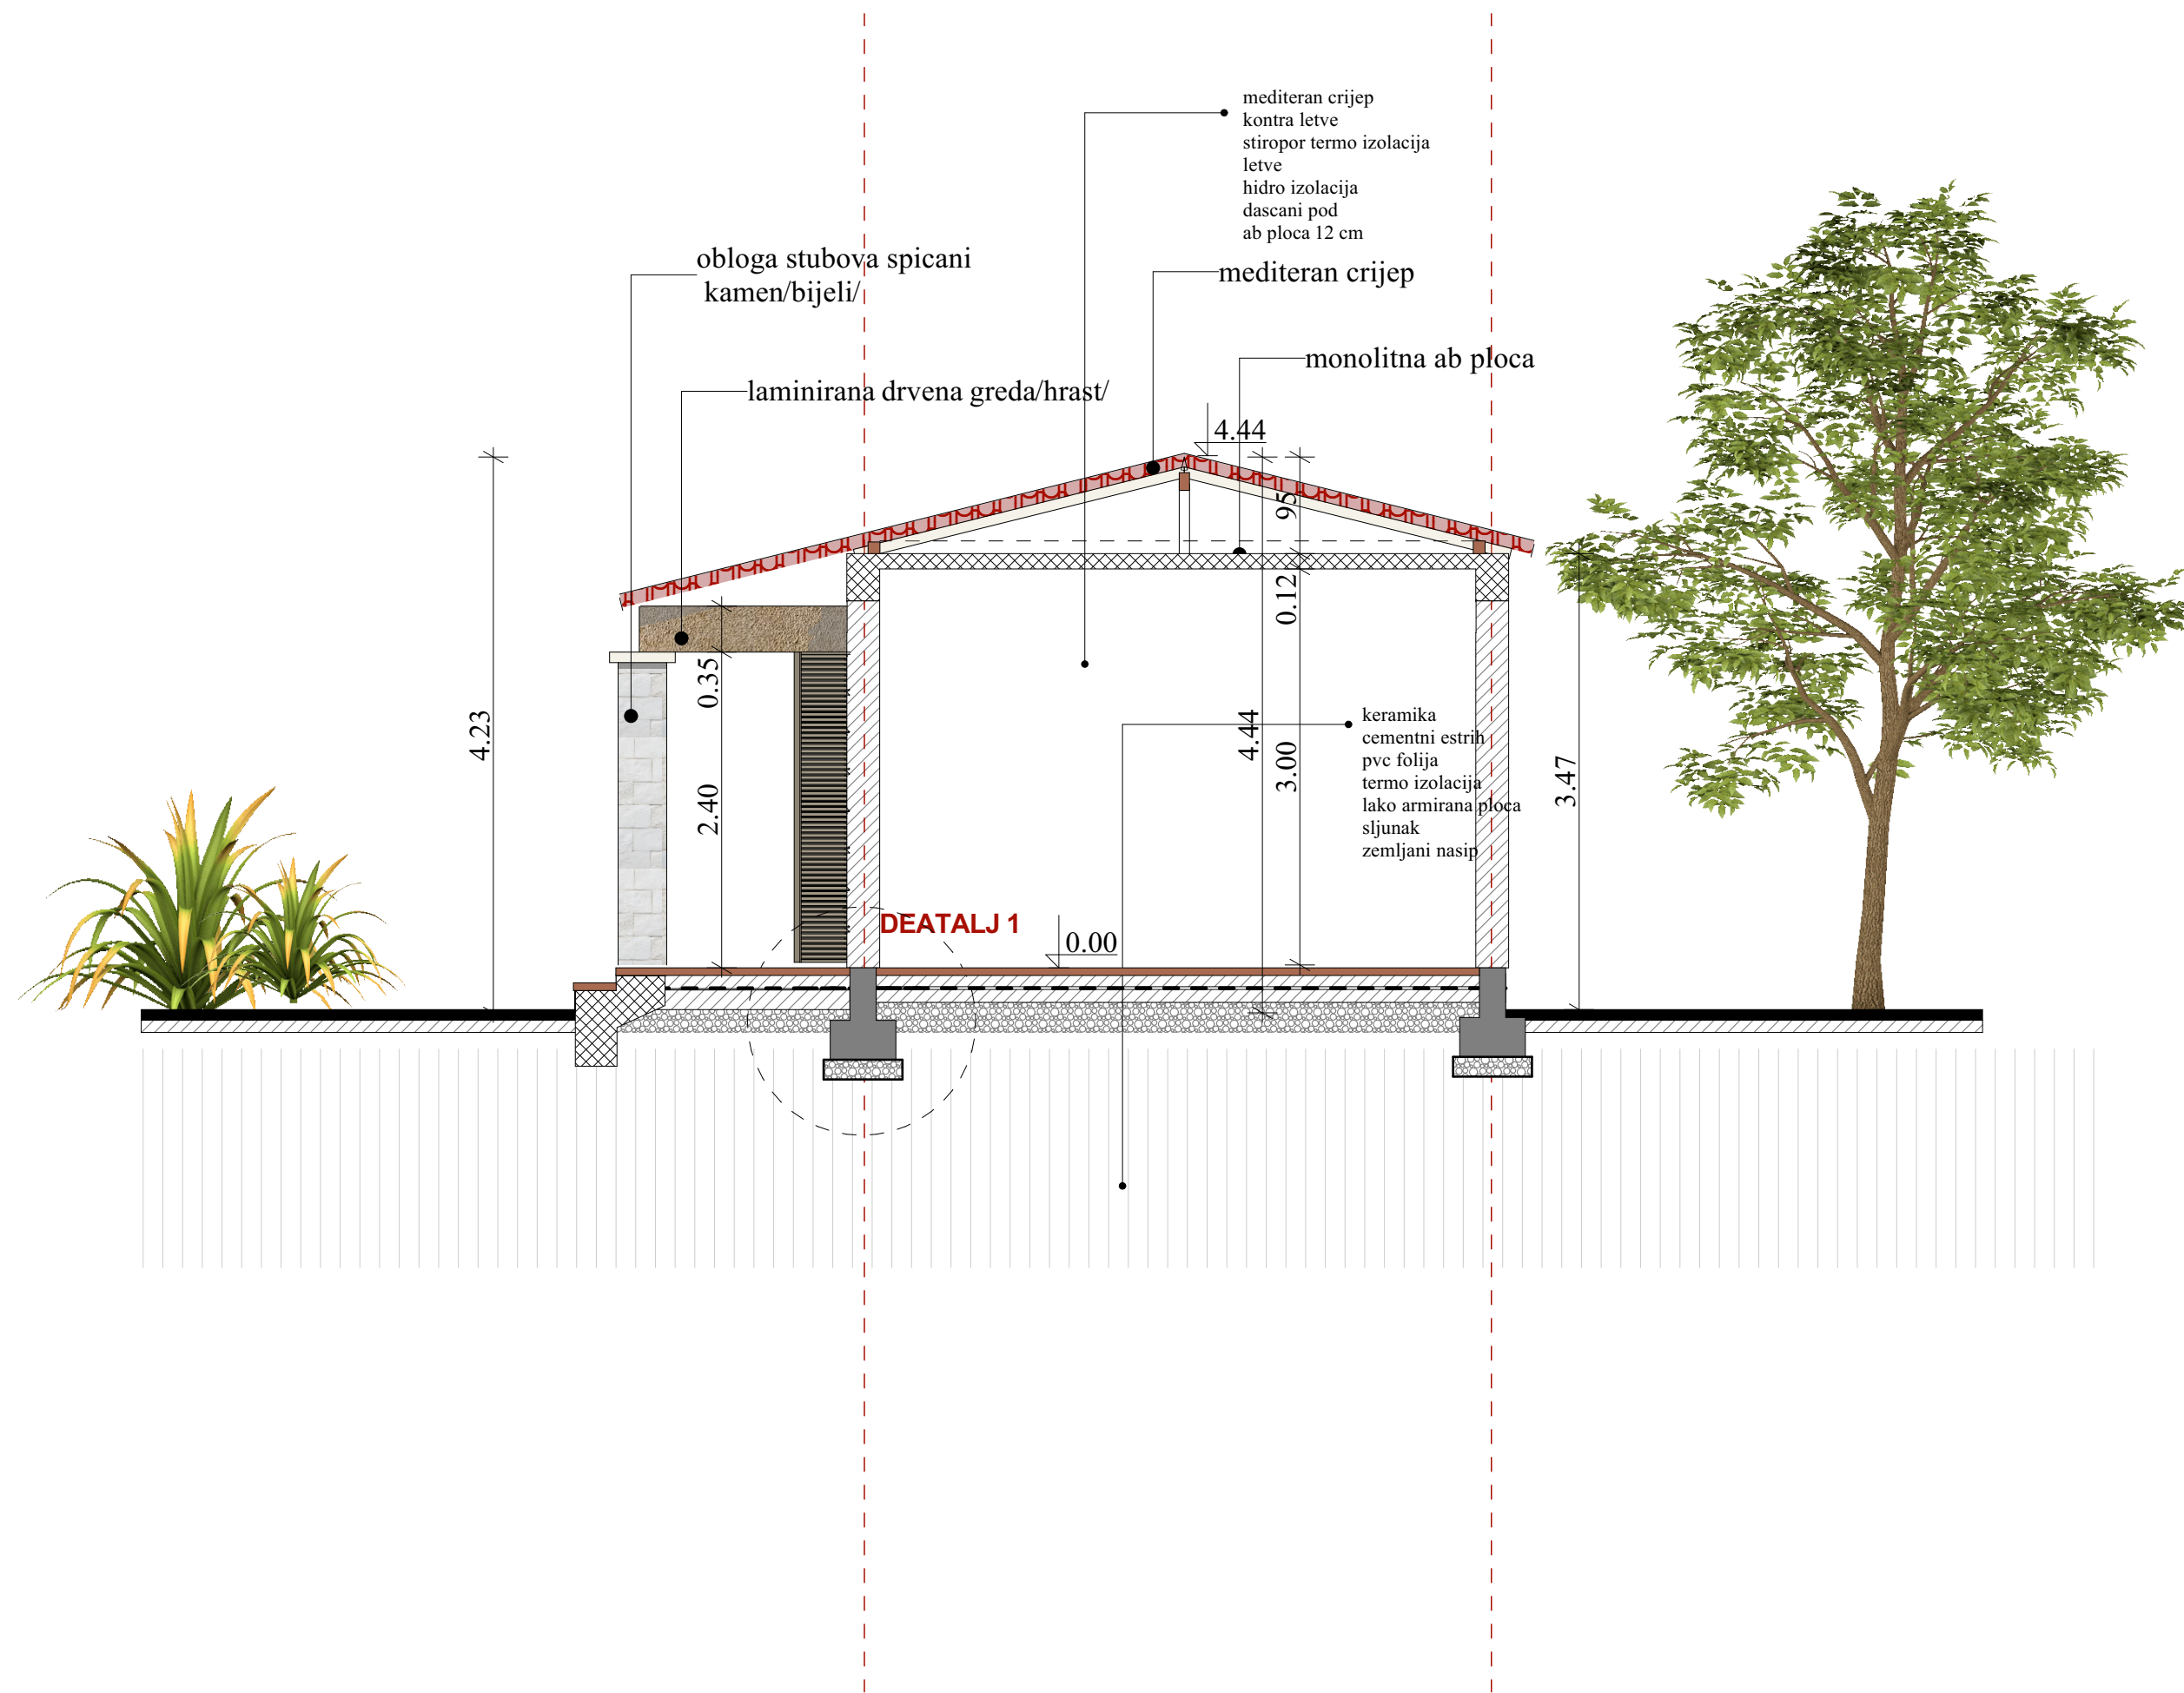 mediteran crijep
kontra letve
stiropor termo izolacija
letve
hidro izolacija
dascani pod
ab ploca 12 cm
obloga stubova spicani
kamen/bijeli/
mediteran crijep
monolitna ab ploca
laminirana drvena greda/hrast/
4.44
95
0.12
0.35
4.23
4.44
3.00
2.40
3.47
keramika
cementni estrih
pvc folija
termo izolacija
lako armirana ploca
sljunak
zemljani nasip
DEATALJ 1
0.00